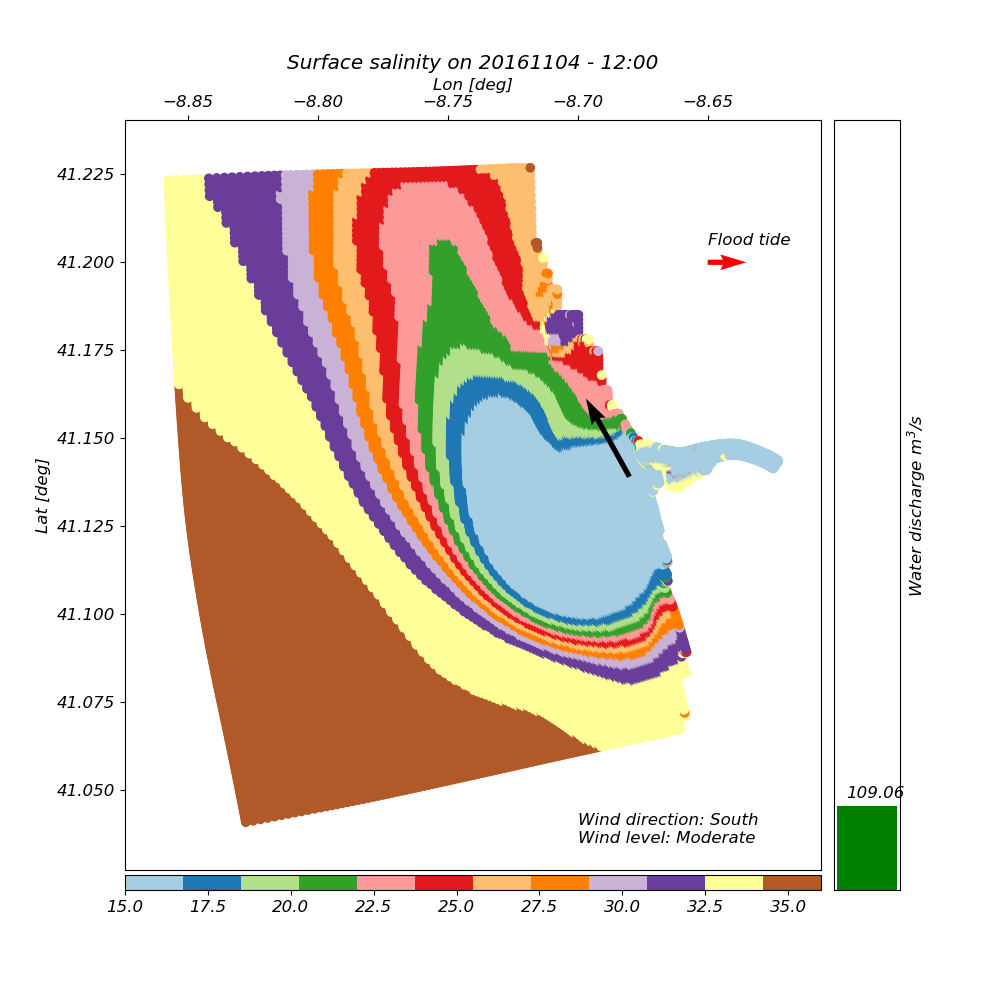 Surface salinity on 20161104 - 12:00
Lon [deg]
−8.85 −8.80 −8.75 −8.70 −8.65
41.225
41.200
41.175
41.150
41.125
41.100
41.075
41.050
Lat [deg]
Flood tide
Wind direction: South
Wind level: Moderate
15.0 17.5 20.0 22.5 25.0 27.5 30.0 32.5 35.0
109.06
Water discharge m³/s